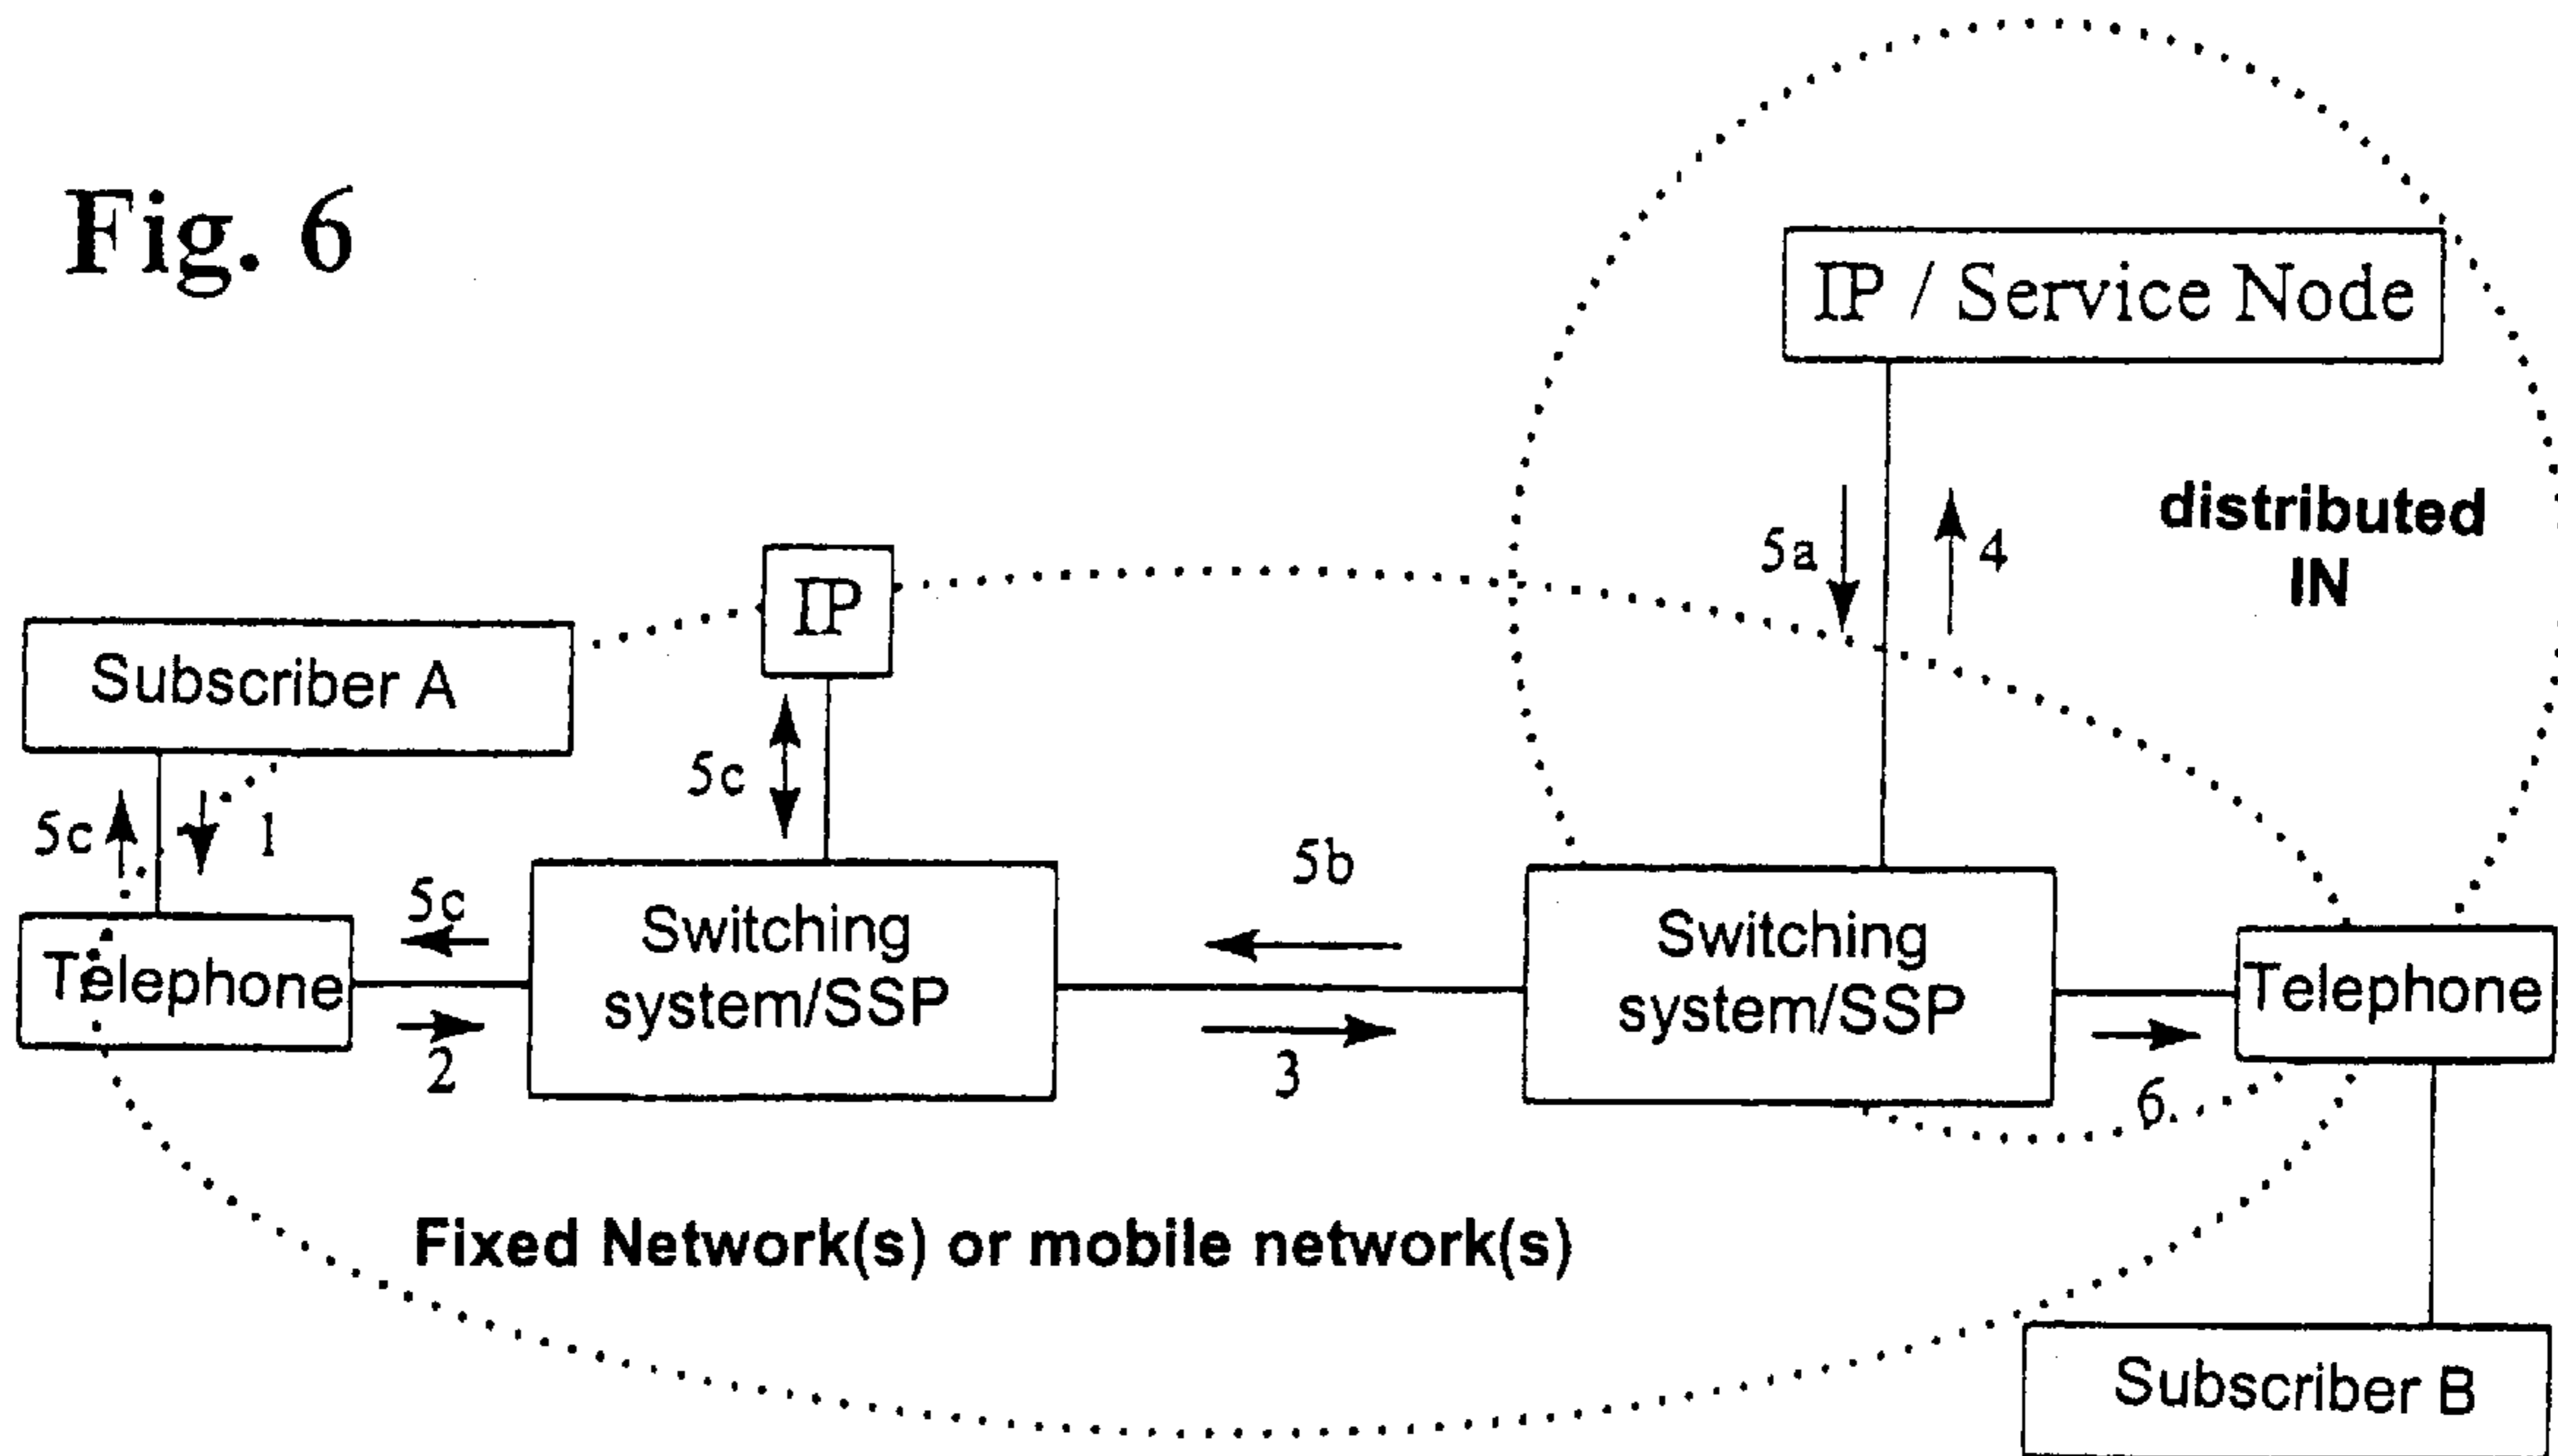 Fig. 6
IP / Service Node
distributed
IN
5a
4
IP
Subscriber A
5c
5c
1
5c
5b
Switching
system/SSP
Switching
system/SSP
Telephone
Telephone
2
3
6.
Fixed Network(s) or mobile network(s)
Subscriber B